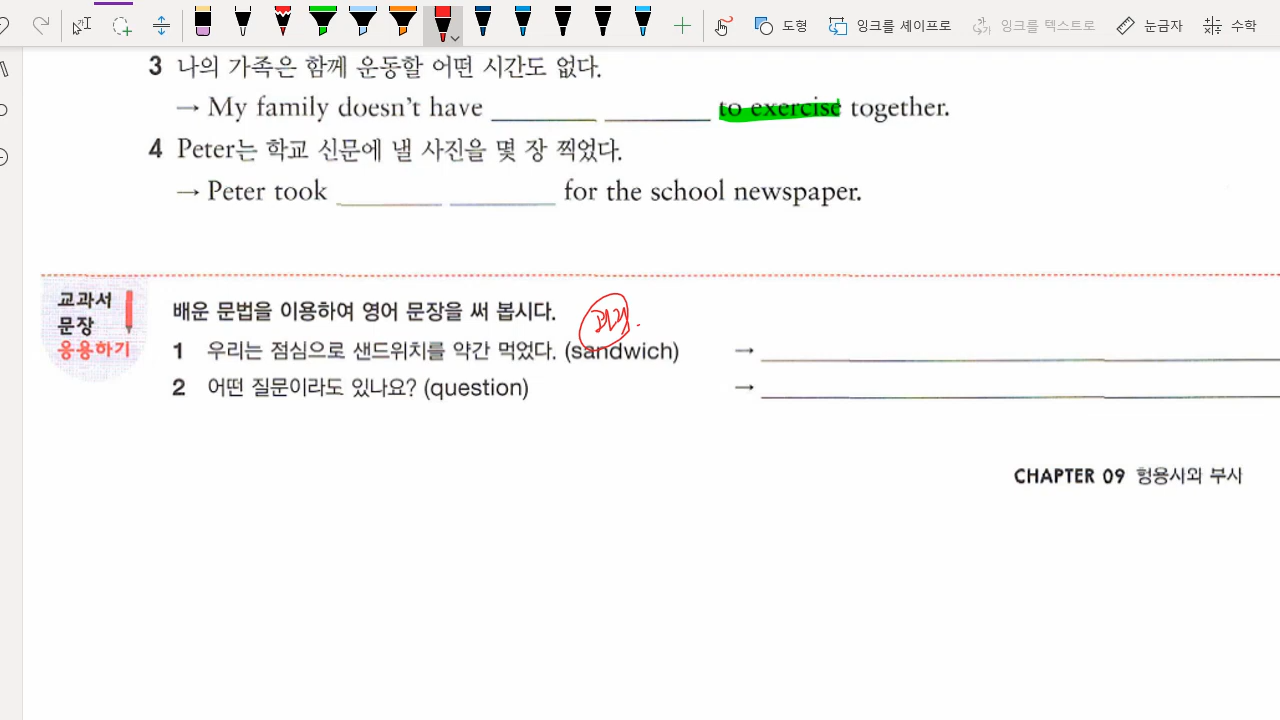 도형
잉크를 셰이프로
잉크를 텍스트로
눈금자
수학
3 나의 가족은 함께 운동할 어떤 시간도 없다.
→ My family doesn't have ________ ________ to exercise together.
4 Peter는 학교 신문에 낼 사진을 몇 장 찍었다.
→ Peter took ________ ________ for the school newspaper.
교과서
문장
응용하기
배운 문법을 이용하여 영어 문장을 써 봅시다.
과거.
1 우리는 점심으로 샌드위치를 약간 먹었다. (sandwich) →
2 어떤 질문이라도 있나요? (question) →
CHAPTER 09 형용사와 부사